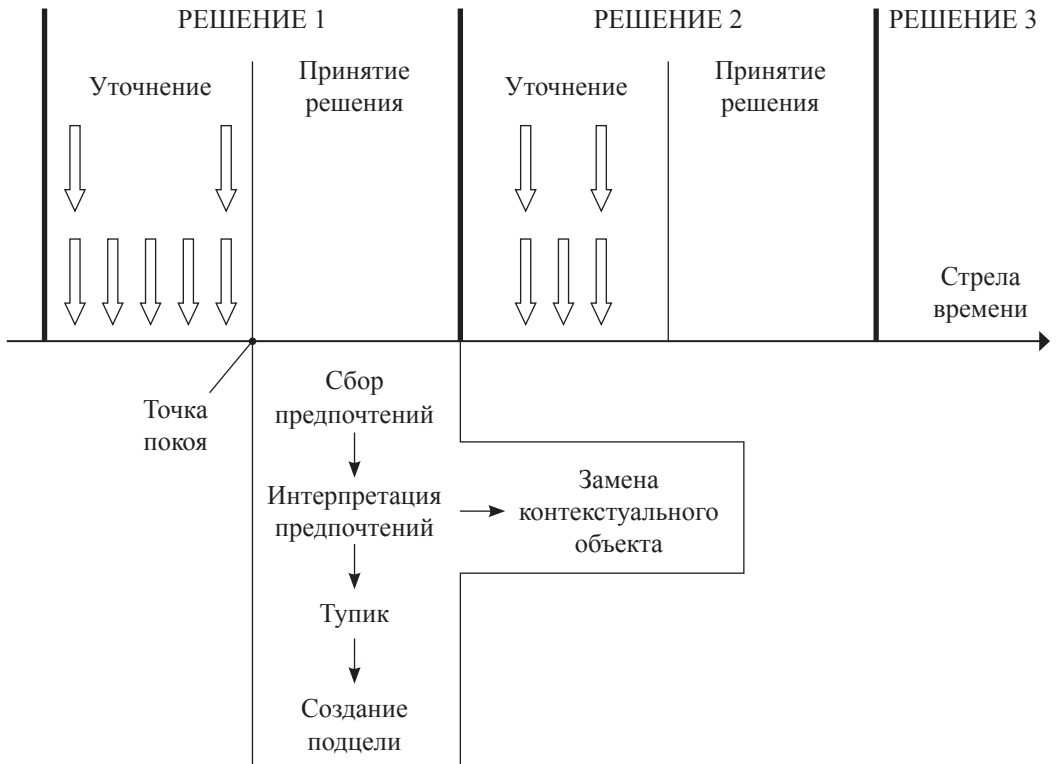 РЕШЕНИЕ 1
РЕШЕНИЕ 2
РЕШЕНИЕ 3
Уточнение
Принятие
решения
Уточнение
Принятие
решения
Стрела
времени
Точка
покоя
Сбор
предпочтений
Интерпретация
предпочтений
Замена
контекстуального
объекта
Тупик
Создание
подцели